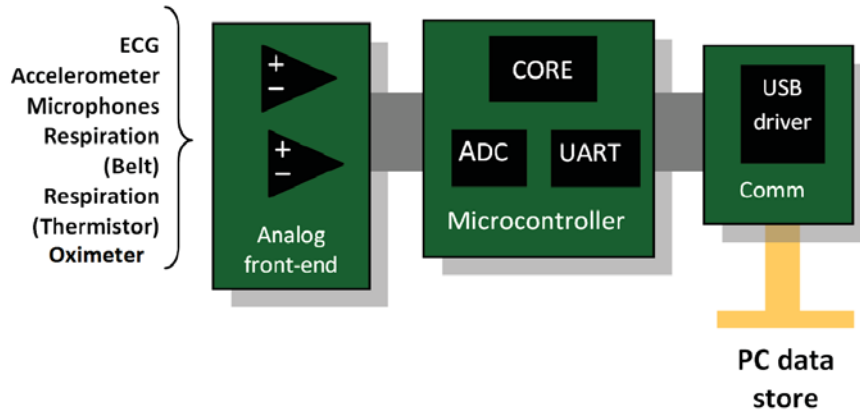 ECG
Accelerometer
Microphones
Respiration
(Belt)
Respiration
(Thermistor)
Oximeter
+
−
+
−
Analog
front-end
CORE
ADC
UART
Microcontroller
USB
driver
Comm
PC data
store